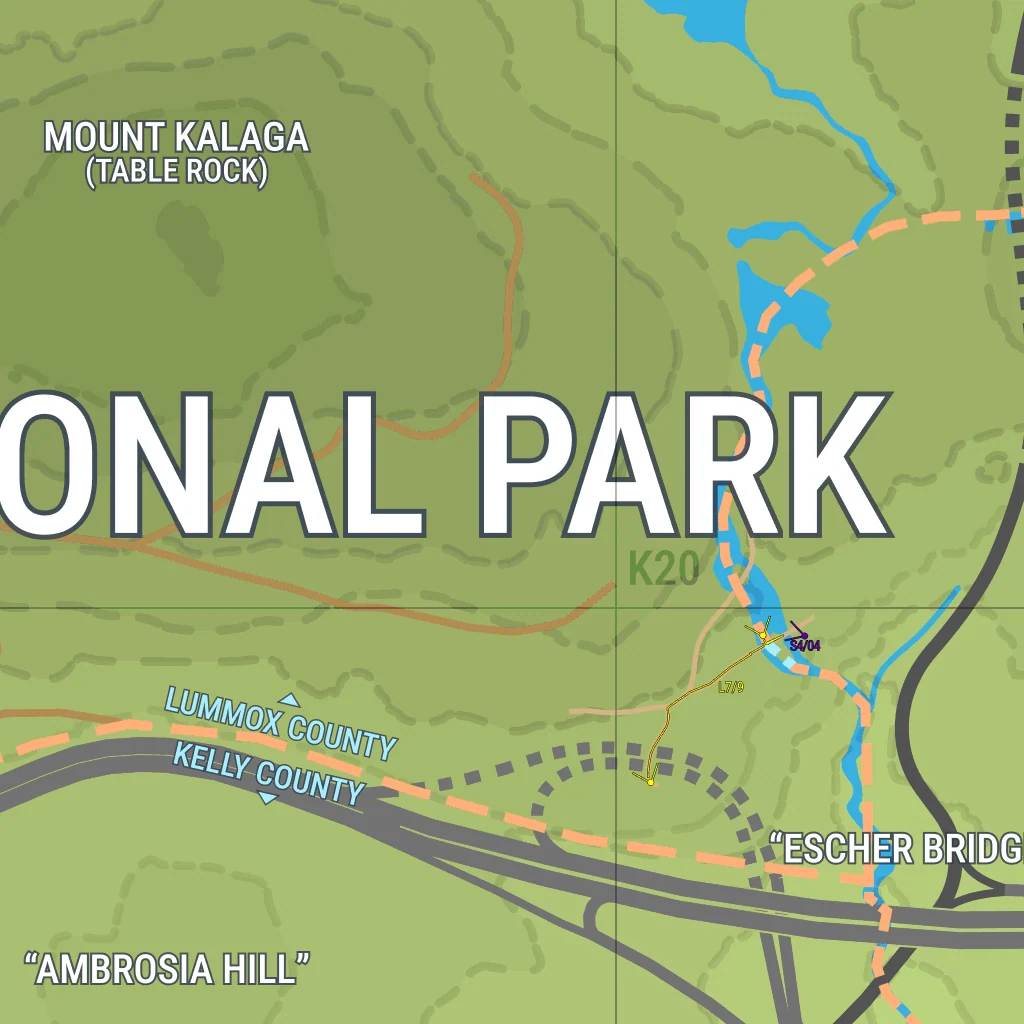 MOUNT KALAGA
(TABLE ROCK)
ONAL PARK
K20
S4/04
L7/9
LUMMOX COUNTY
KELLY COUNTY
“ESCHER BRIDG
“AMBROSIA HILL”